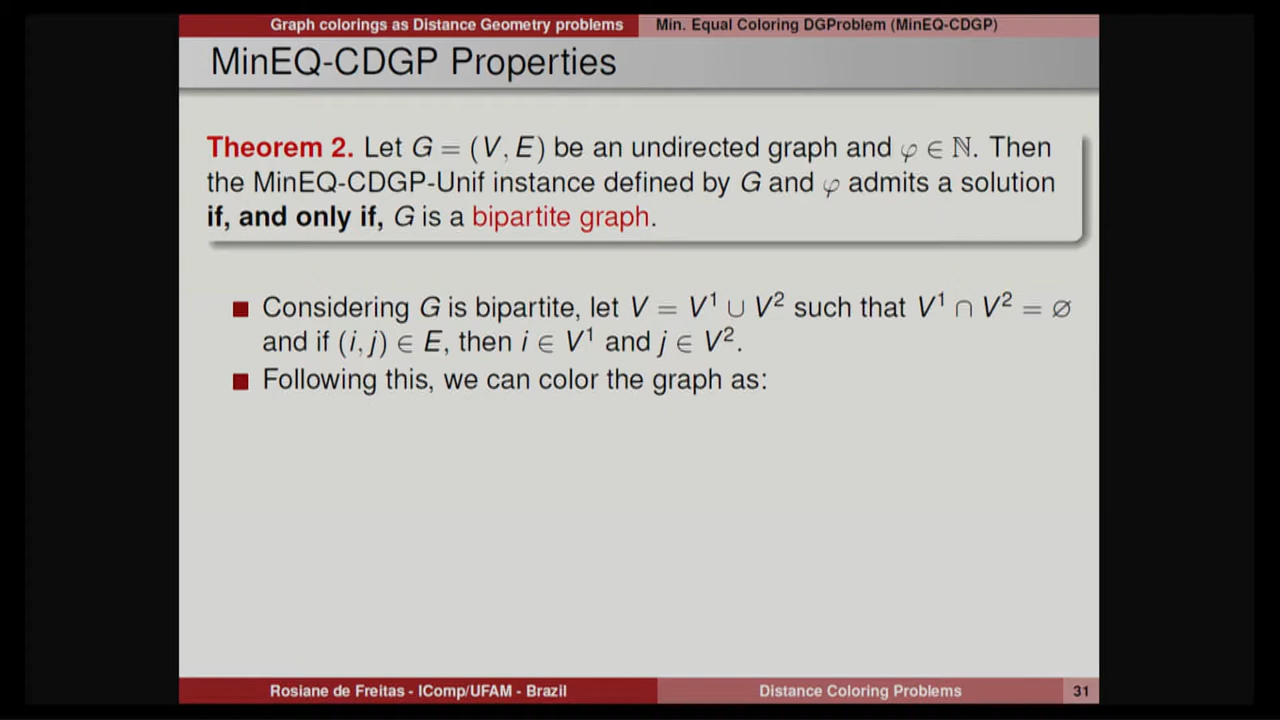 Graph colorings as Distance Geometry problems Min. Equal Coloring DGProblem (MinEQ-CDGP)
MinEQ-CDGP Properties
Theorem 2. Let G = (V, E) be an undirected graph and φ ∈ ℕ. Then
the MinEQ-CDGP-Unif instance defined by G and φ admits a solution
if, and only if, G is a bipartite graph.
Considering G is bipartite, let V = V¹ ∪ V² such that V¹ ∩ V² = ∅
and if (i, j) ∈ E, then i ∈ V¹ and j ∈ V².
Following this, we can color the graph as:
Rosiane de Freitas - IComp/UFAM - Brazil Distance Coloring Problems 31